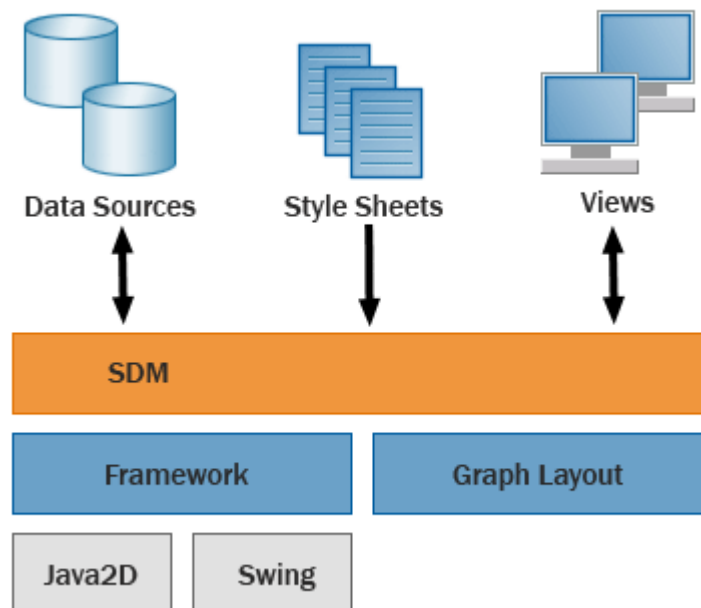 Data Sources
Style Sheets
Views
SDM
Framework
Graph Layout
Java2D
Swing